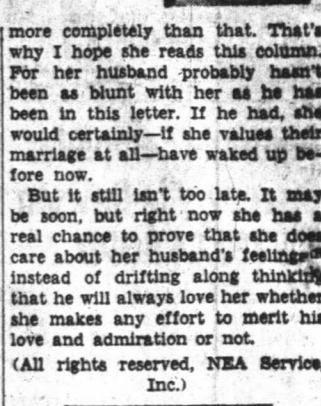 more completely than that. That's
why I hope she reads this column.
For her husband probably hasn't
been as blunt with her as he has
been in this letter. If he had, she
would certainly—if she values their
marriage at all—have waked up be-
fore now.
But it still isn't too late. It may
be soon, but right now she has a
real chance to prove that she does
care about her husband's feelings
instead of drifting along thinking
that he will always love her whether
she makes any effort to merit his
love and admiration or not.
(All rights reserved, NEA Service,
Inc.)